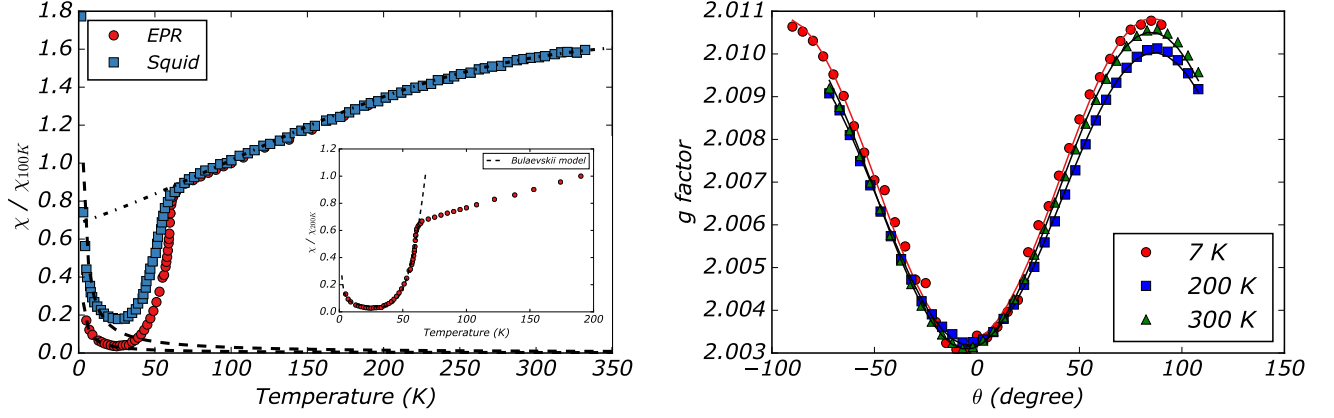 1.8
1.6
1.4
1.2
1.0
0.8
0.6
0.4
0.2
0.0
χ / χ100K
0 50 100 150 200 250 300 350
Temperature (K)
EPR
Squid
1.2
1.0
0.8
0.6
0.4
0.2
0.0
χ / χ200K
0 50 100 150 200
Temperature (K)
Bulaevskii model
2.011
2.010
2.009
2.008
2.007
2.006
2.005
2.004
2.003
g factor
−100 −50 0 50 100 150
θ (degree)
7 K
200 K
300 K